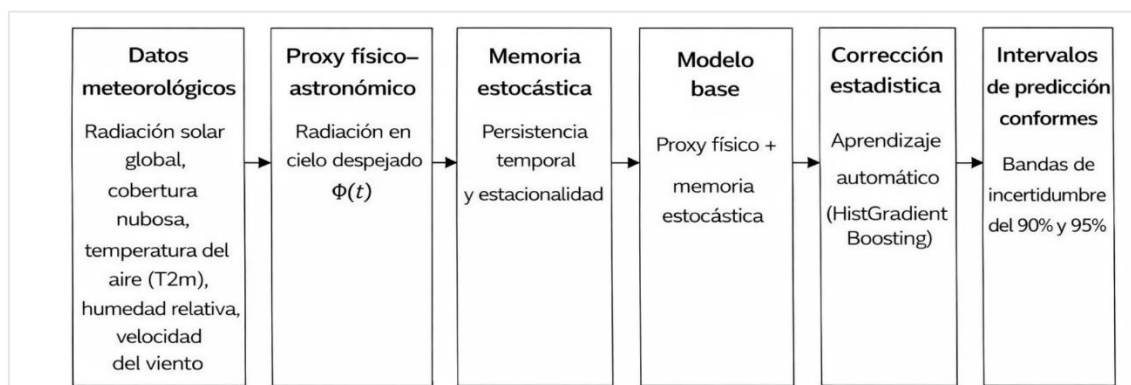 Datos
meteorológicos
Radiación solar
global,
cobertura
nubosa,
temperatura del
aire (T2m),
humedad relativa,
velocidad
del viento
Proxy físico–
astronómico
Radiación en
cielo despejado
Φ(t)
Memoria
estocástica
Persistencia
temporal
y estacionalidad
Modelo
base
Proxy físico +
memoria
estocástica
Corrección
estadistica
Aprendizaje
automático
(HistGradient
Boosting)
Intervalos
de predicción
conformes
Bandas de
incertidumbre
del 90% y 95%